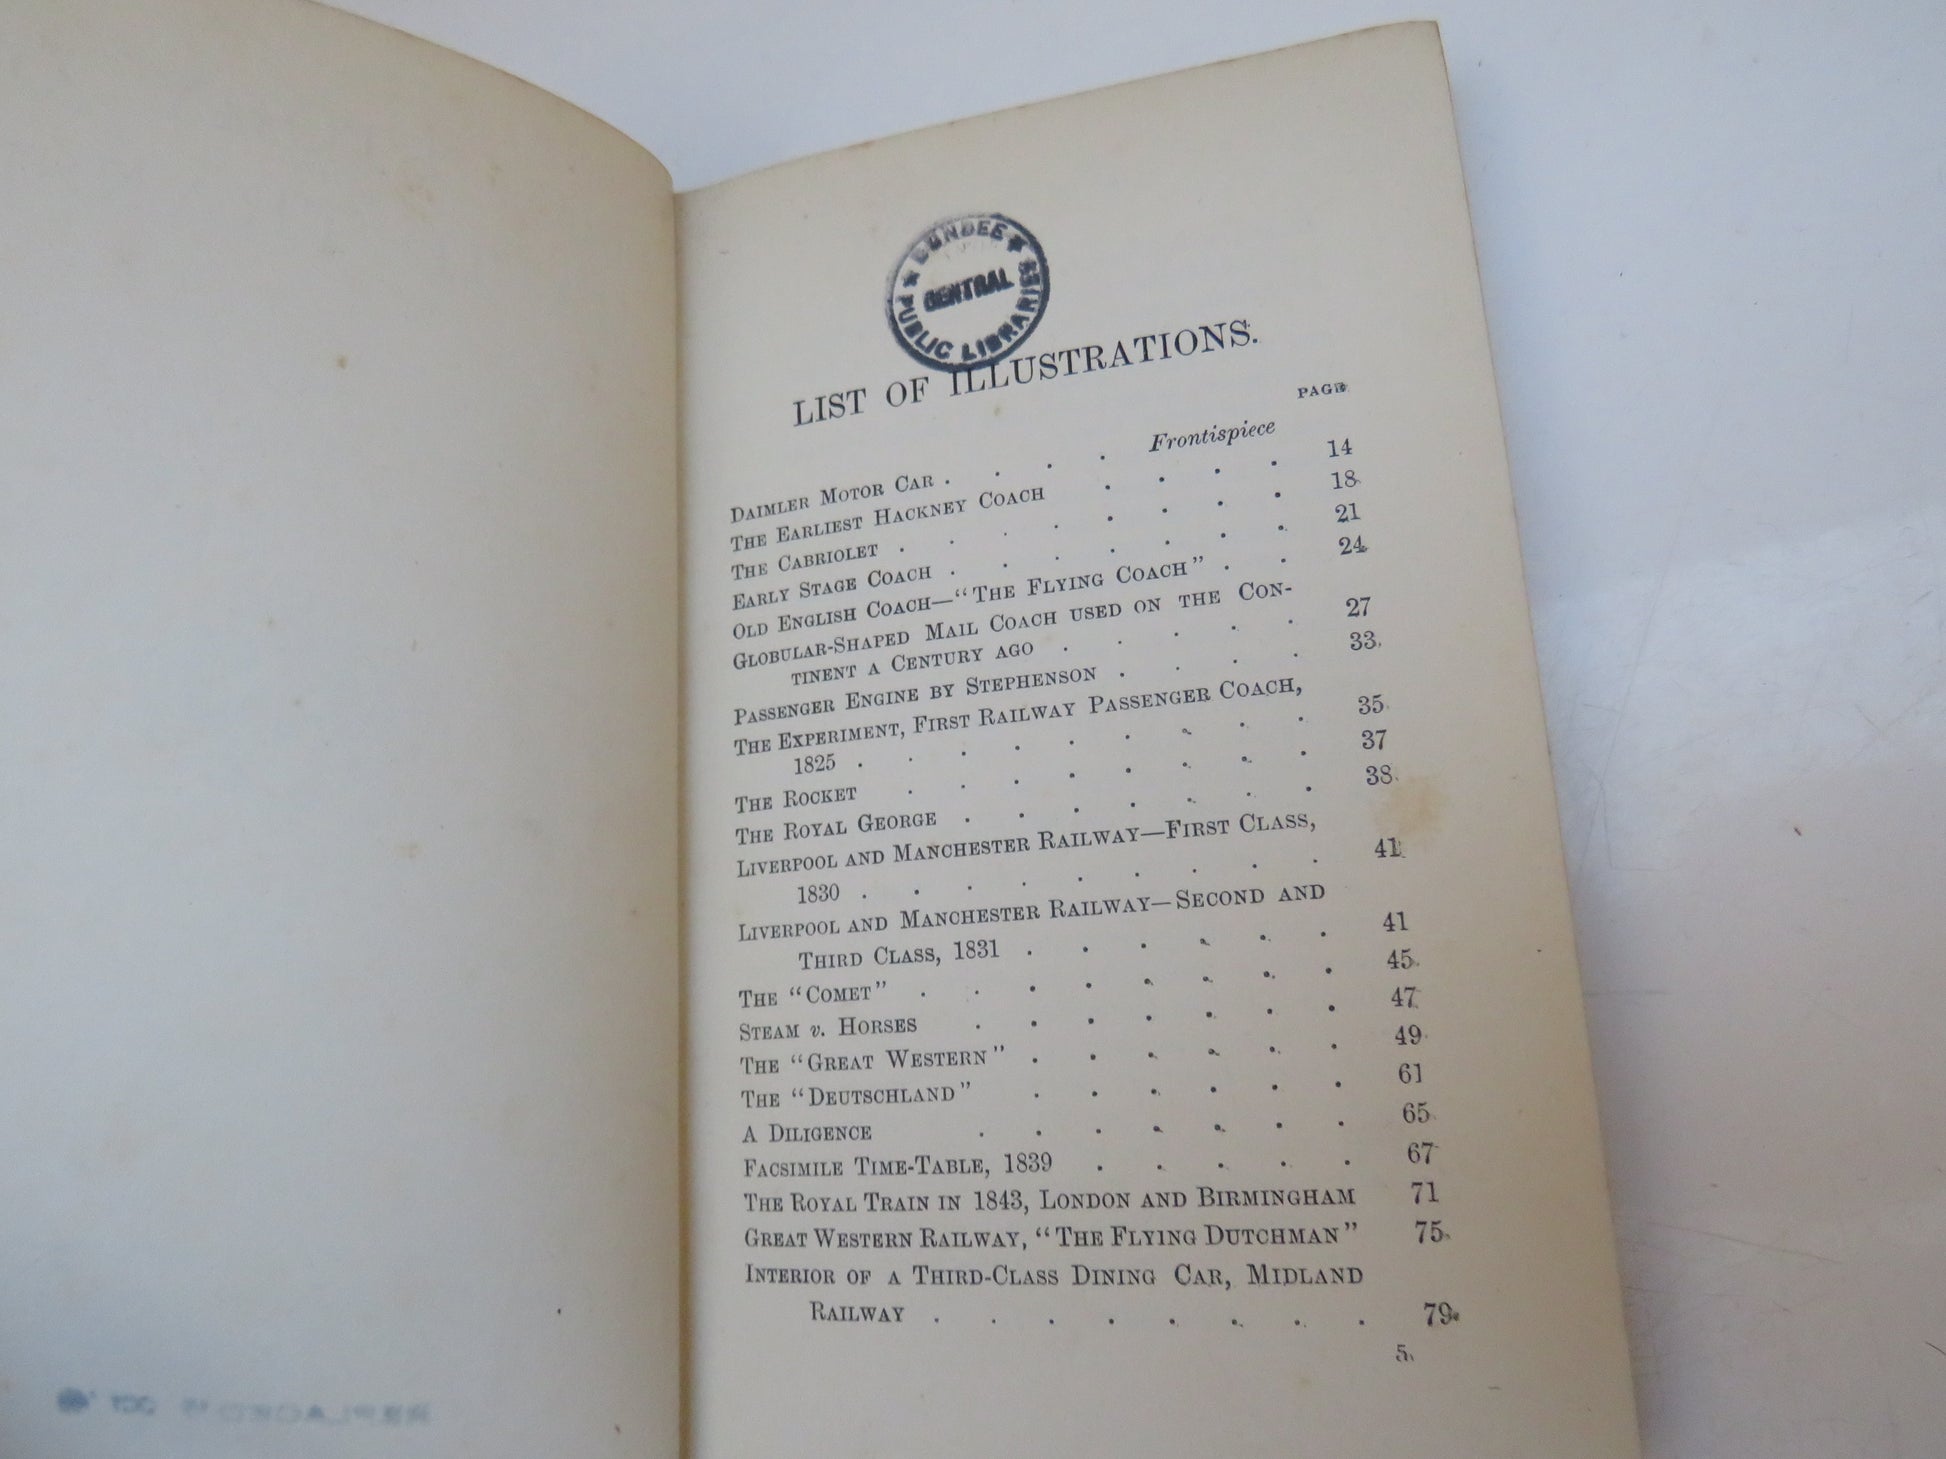 DUNDEE
CENTRAL
PUBLIC LIBRARIES
LIST OF ILLUSTRATIONS.
PAGE
DAIMLER MOTOR CAR . . . . Frontispiece
THE EARLIEST HACKNEY COACH . . . . 14
THE CABRIOLET . . . . . . . . 18
EARLY STAGE COACH . . . . . . . 21
OLD ENGLISH COACH—"THE FLYING COACH" . . 24
GLOBULAR-SHAPED MAIL COACH USED ON THE CON-
TINENT A CENTURY AGO . . . . . 27
PASSENGER ENGINE BY STEPHENSON . . . . 33
THE EXPERIMENT, FIRST RAILWAY PASSENGER COACH,
1825 . . . . . . . . . 35
THE ROCKET . . . . . . . . 37
THE ROYAL GEORGE . . . . . . . 38
LIVERPOOL AND MANCHESTER RAILWAY—FIRST CLASS,
1830 . . . . . . . . . 41
LIVERPOOL AND MANCHESTER RAILWAY—SECOND AND
THIRD CLASS, 1831 . . . . . . 41
THE "COMET" . . . . . . . . 45
STEAM v. HORSES . . . . . . . 47
THE "GREAT WESTERN" . . . . . . 49
THE "DEUTSCHLAND" . . . . . . 61
A DILIGENCE . . . . . . . 65
FACSIMILE TIME-TABLE, 1839 . . . . . 67
THE ROYAL TRAIN IN 1843, LONDON AND BIRMINGHAM 71
GREAT WESTERN RAILWAY, "THE FLYING DUTCHMAN" 75
INTERIOR OF A THIRD-CLASS DINING CAR, MIDLAND
RAILWAY . . . . . . . . 79
5